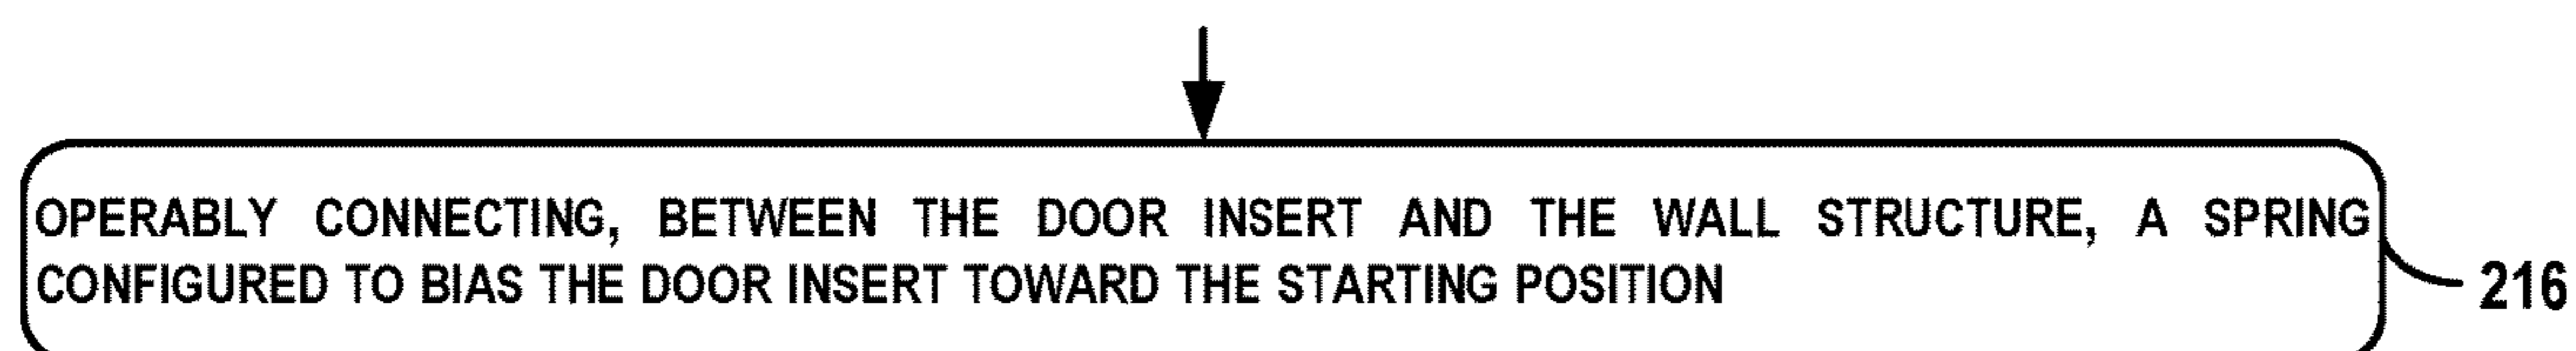 OPERABLY CONNECTING, BETWEEN THE DOOR INSERT AND THE WALL STRUCTURE, A SPRING
CONFIGURED TO BIAS THE DOOR INSERT TOWARD THE STARTING POSITION
216